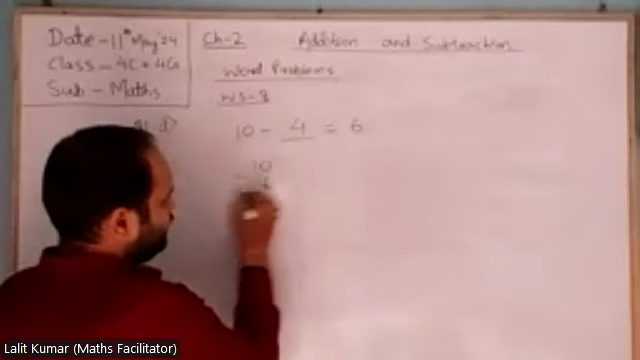 Date - 11th May'24
Class - 4C + 4G
Sub - Maths
Ch-2 Addition and Subtraction
Word Problems
W.S-8
10 - 4 = 6
10
Lalit Kumar (Maths Facilitator)